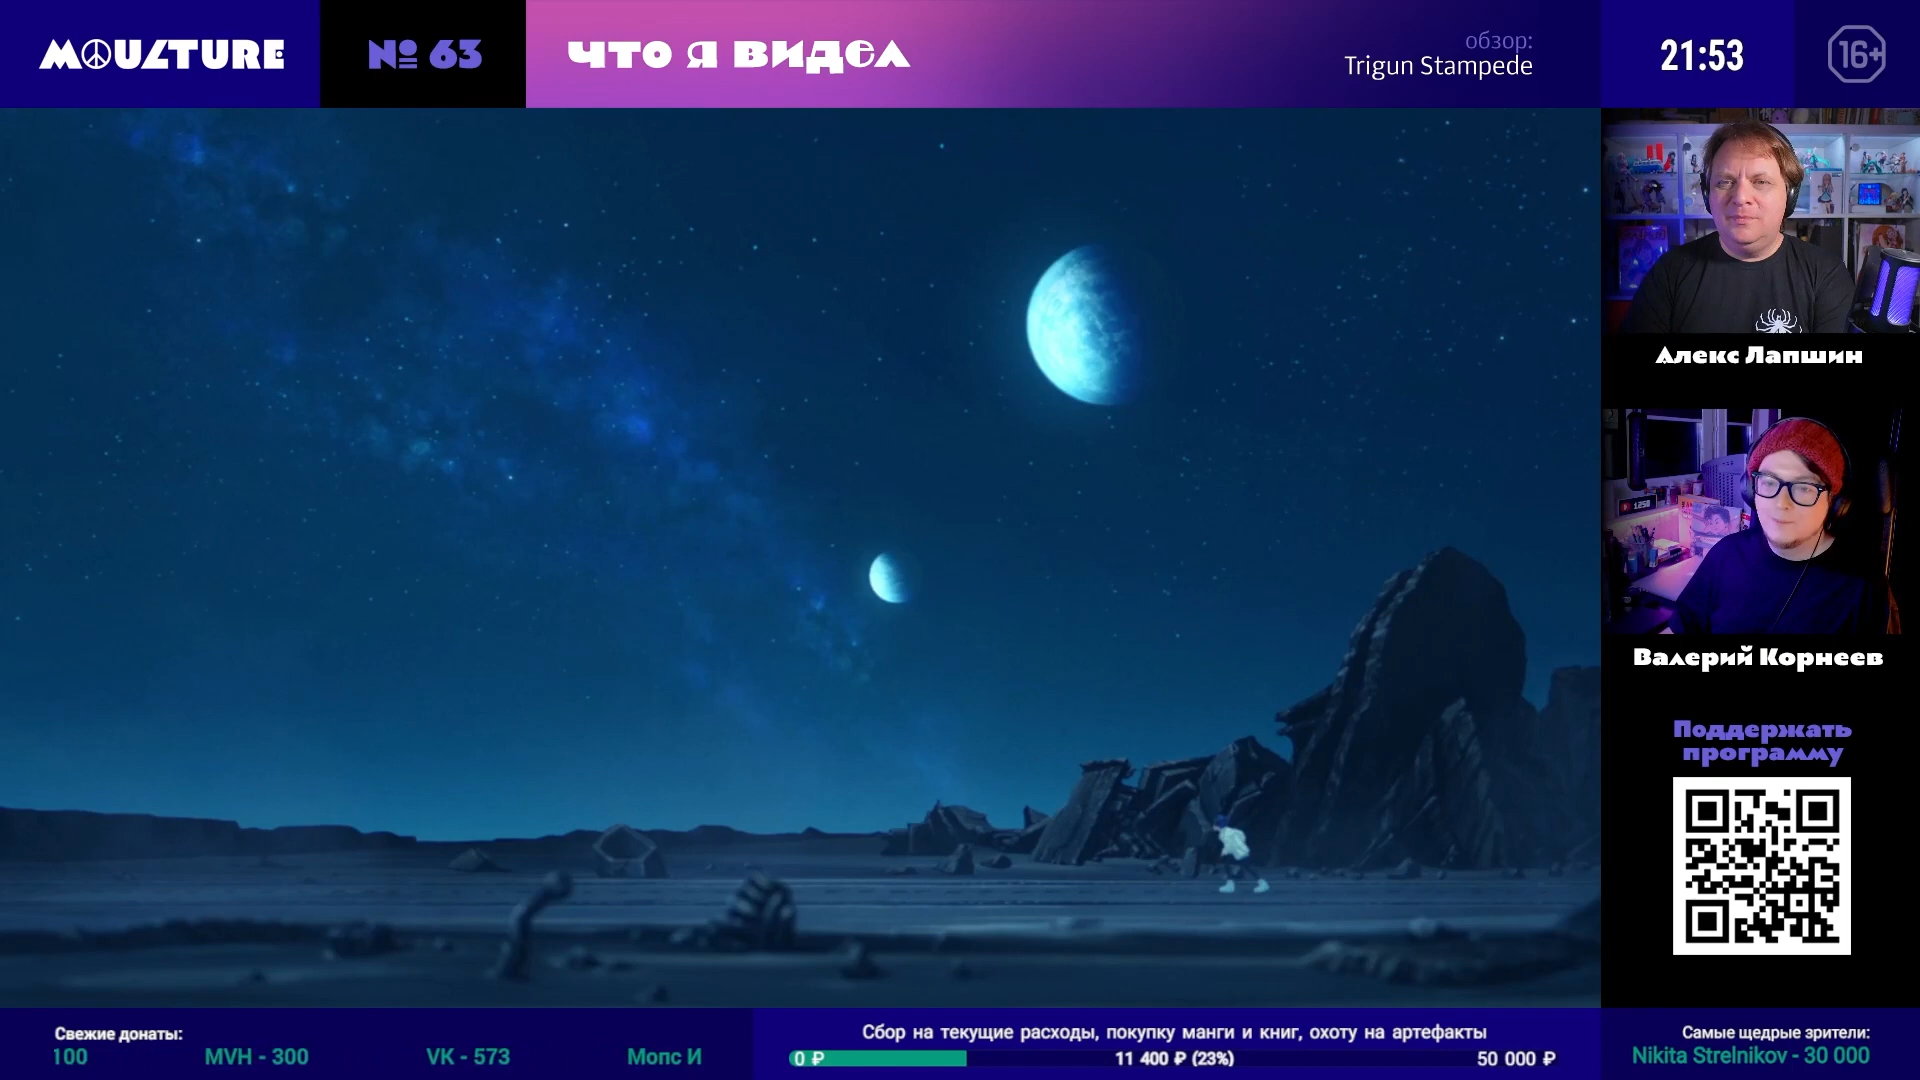 MOULTURE
№ 63
ЧТО Я ВИДЕЛ
обзор:
Trigun Stampede
21:53
16+
Алекс Лапшин
1250
Валерий Корнеев
Поддержать
программу
Свежие донаты:
100 MVH - 300 VK - 573 Мопс И
Сбор на текущие расходы, покупку манги и книг, охоту на артефакты
0 ₽ 11 400 ₽ (23%) 50 000 ₽
Самые щедрые зрители:
Nikita Strelnikov - 30 000